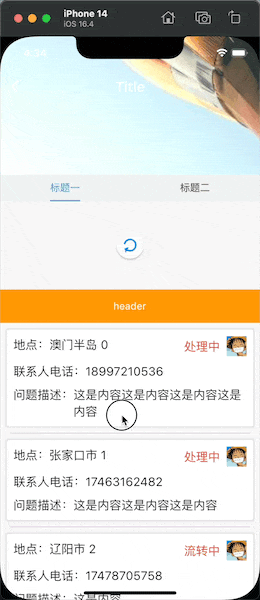 iPhone 14
iOS 16.4
Title
标题一
标题二
header
地点：澳门半岛 0
处理中
联系人电话：18997210536
问题描述：这是内容这是内容这是内容这是
内容
地点：张家口市 1
处理中
联系人电话：17463162482
问题描述：这是内容这是内容这是内容
地点：辽阳市 2
流转中
联系人电话：17478705758
问题描述：这是内容